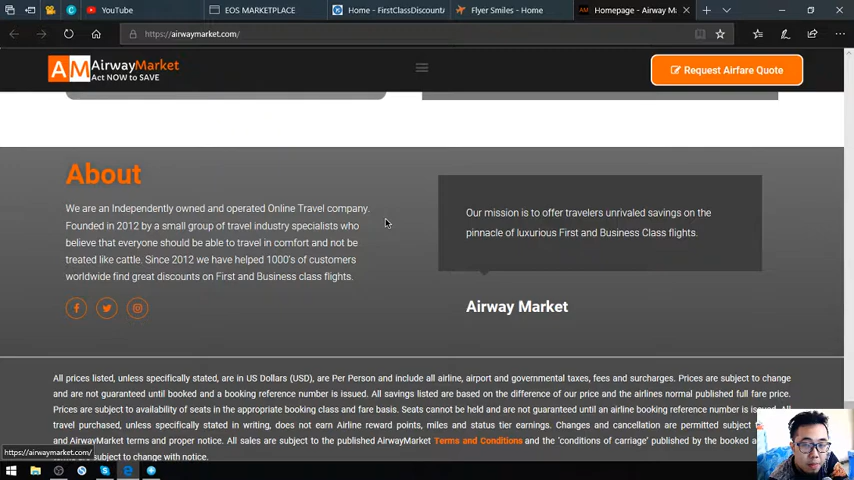 YouTube
EOS MARKETPLACE
Home - FirstClassDiscount
Flyer Smiles - Home
AM
Homepage - Airway M
https://airwaymarket.com/
AM AirwayMarket
Act NOW to SAVE
Request Airfare Quote
About
We are an Independently owned and operated Online Travel company.
Founded in 2012 by a small group of travel industry specialists who
believe that everyone should be able to travel in comfort and not be
treated like cattle. Since 2012 we have helped 1000's of customers
worldwide find great discounts on First and Business class flights.
Our mission is to offer travelers unrivaled savings on the
pinnacle of luxurious First and Business Class flights.
Airway Market
All prices listed, unless specifically stated, are in US Dollars (USD), are Per Person and include all airline, airport and governmental taxes, fees and surcharges. Prices are subject to change
and are not guaranteed until booked and a booking reference number is issued. All savings listed are based on the difference of our price and the airlines normal published full fare price.
Prices are subject to availability of seats in the appropriate booking class and fare basis. Seats cannot be held and are not guaranteed until an airline booking reference number is issued. All
travel purchased, unless specifically stated in writing, does not earn Airline reward points, miles and status tier earnings. Changes and cancellation are permitted subject
and AirwayMarket terms and proper notice. All sales are subject to the published AirwayMarket Terms and Conditions and the 'conditions of carriage' published by the booked
are subject to change with notice.
https://airwaymarket.com/